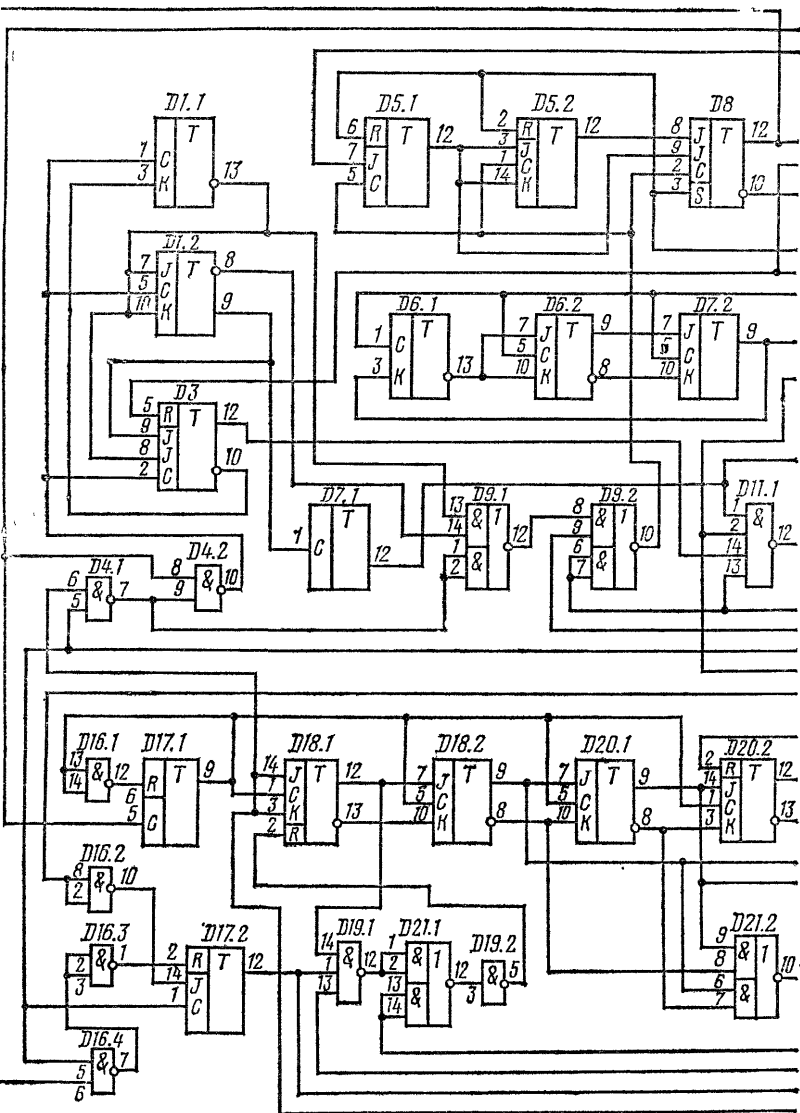 D1.1
1 C T
3 K 13
D5.1
6 R T 12
7 J
5 C
D5.2
2 R T 12
3 J
1 C
14 K
D8
8 J T 12
9 J
2 C
3 S 10
D1.2
7 J T 8
5 C
10 K 9
D6.1
1 C T
3 K 13
D6.2
7 J T 9
5 C
10 K 8
D7.2
7 J T 9
5 C
10 K
D3
5 R T 12
9 J
8 J 10
2 C
D7.1
1 C T 12
D9.1
13 & 1
14
1 & 12
2
D9.2
8 & 1
9
6 & 10
7
D11.1
1 &
2 12
14
13
D4.1
6 & 7
5
D4.2
8 & 10
9
D16.1
13 & 12
14
D17.1
R T 9
6
5 C
D18.1
14 J T 12
1 C
3 K 13
2 R
D18.2
7 J T 9
5 C
10 K 8
D20.1
7 J T 9
5 C
10 K 8
D20.2
2 R T 12
14 J
1 C
3 K 13
D16.2
8 & 10
2
D16.3
2 & 1
3
D17.2
2 R T 12
14 J
1 C
D19.1
14 & 12
1
13
D21.1
1 & 1
2
13 & 12
14
D19.2
3 & 5
D21.2
9 & 1
8
6 & 10
7
D16.4
5 & 7
6